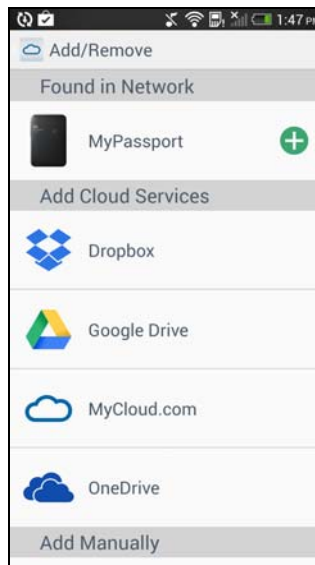 1:47 PM
Add/Remove
Found in Network
MyPassport
Add Cloud Services
Dropbox
Google Drive
MyCloud.com
OneDrive
Add Manually